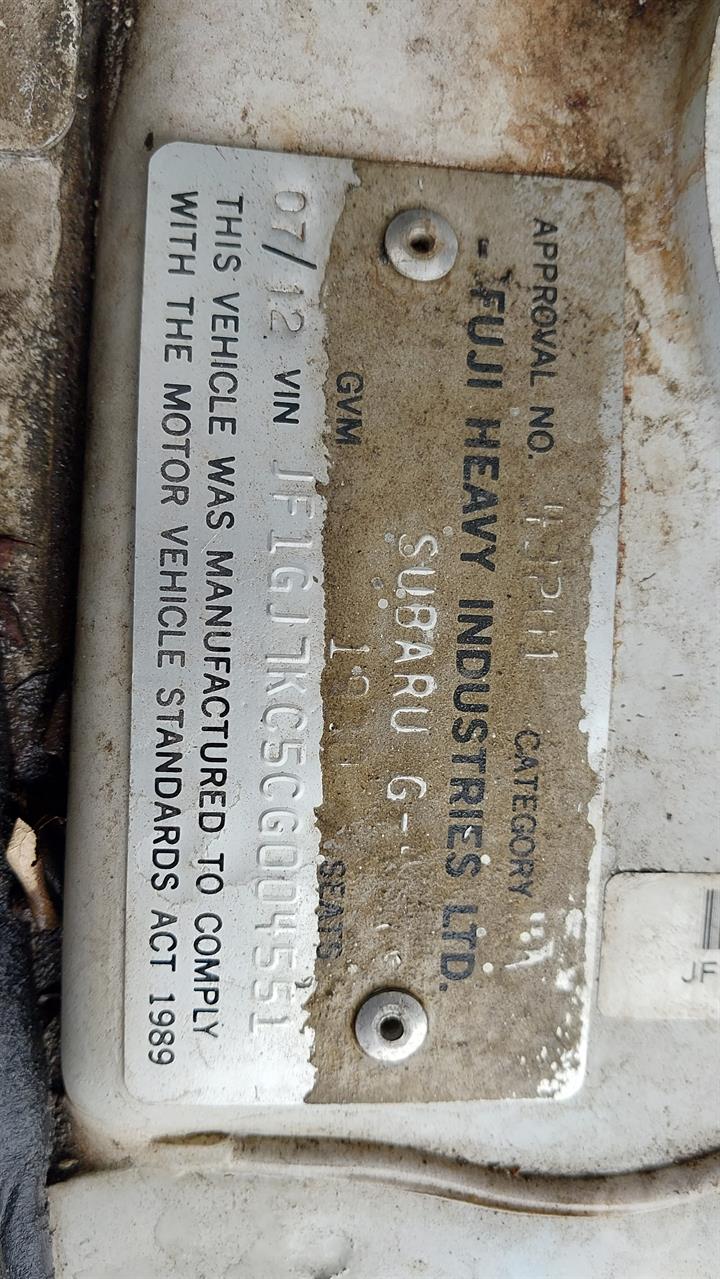 APPROVAL NO. CATEGORY
- FUJI HEAVY INDUSTRIES LTD.
SUBARU
GVM SEATS
07/12 VIN JF1GJ7KC5CG004551
THIS VEHICLE WAS MANUFACTURED TO COMPLY
WITH THE MOTOR VEHICLE STANDARDS ACT 1989
JF